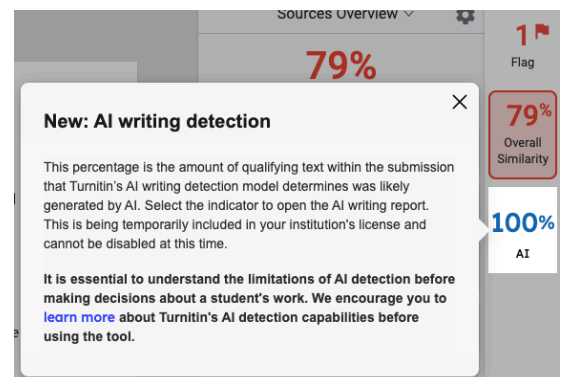 Sources Overview
79%
1
Flag
79%
Overall
Similarity
100%
AI
New: AI writing detection
This percentage is the amount of qualifying text within the submission
that Turnitin's AI writing detection model determines was likely
generated by AI. Select the indicator to open the AI writing report.
This is being temporarily included in your institution's license and
cannot be disabled at this time.
It is essential to understand the limitations of AI detection before
making decisions about a student's work. We encourage you to
learn more about Turnitin's AI detection capabilities before
using the tool.